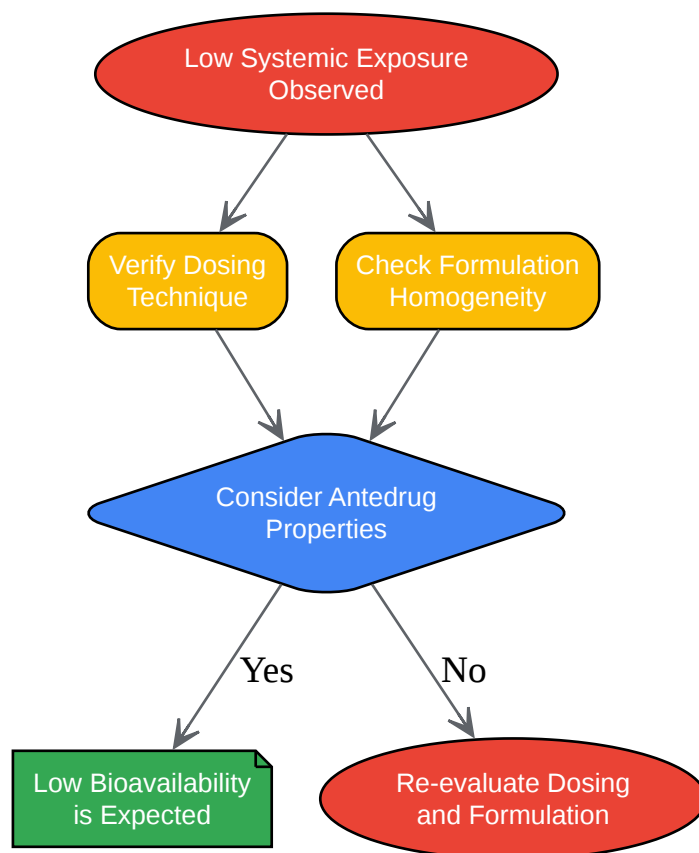 Low Systemic Exposure
Observed
Verify Dosing
Technique
Check Formulation
Homogeneity
Consider Antedrug
Properties
Yes
No
Low Bioavailability
is Expected
Re-evaluate Dosing
and Formulation